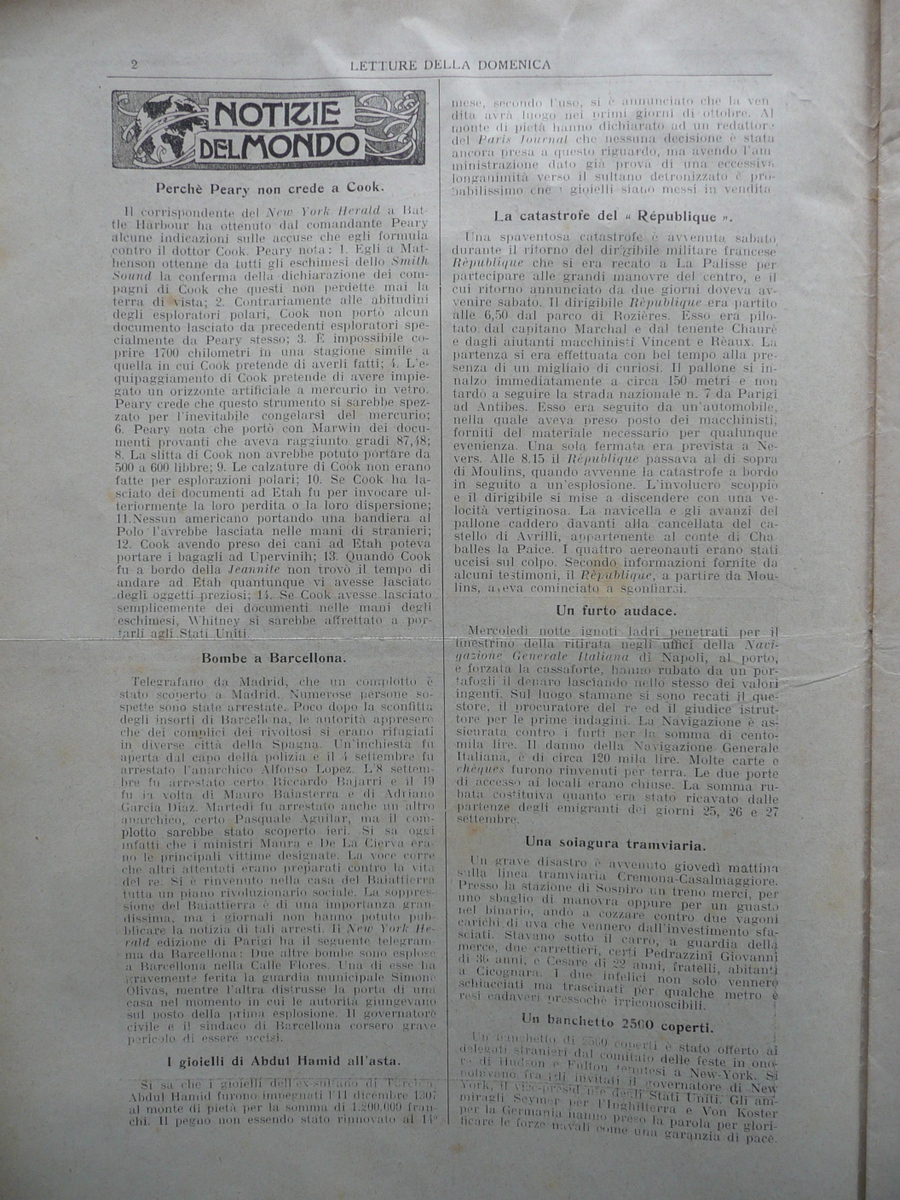 2
LETTURE DELLA DOMENICA
NOTIZIE
DEL MONDO
Perchè Peary non crede a Cook.
Il corrispondente del New York Herald a Bat-
tle Harbour ha ottenuto dal comandante Peary
alcune indicazioni sulle accuse che egli formula
contro il dottor Cook. Peary nota: 1. Egli a Mat-
thenson ottenne da tutti gli eschinesi dello Smith
Sound la conferma della dichiarazione dei com-
pagni di Cook che questi non perdette mai la
terra di vista; 2. Contrariamente alle abitudini
degli esploratori polari, Cook non portò alcun
documento lasciato da precedenti esploratori spe-
cialmente da Peary stesso; 3. È impossibile co-
prire 1700 chilometri in una stagione simile a
quella in cui Cook pretende di averli fatti; 4. L'e-
quipaggiamento di Cook pretende di avere impie-
gato un orizzonte artificiale a mercurio in vetro.
Peary crede che questo strumento si sarebbe spez-
zato per l'inevitabile congelarsi del mercurio;
6. Peary nota che portò con Marwin dei docu-
menti provanti che aveva raggiunto gradi 87,48;
8. La slitta di Cook non avrebbe potuto portare da
500 a 600 libbre; 9. Le calzature di Cook non erano
fatte per esplorazioni polari; 10. Se Cook ha la-
sciato dei documenti ad Etah fu per invocare ul-
teriormente la loro perdita o la loro dispersione;
11. Nessun americano portando una bandiera al
Polo l'avrebbe lasciata nelle mani di stranieri;
12. Cook avendo preso dei cani ad Etah poteva
portare i bagagli ad Upervinih; 13. Quando Cook
fu a bordo della Jeannite non trovò il tempo di
andare ad Etah quantunque vi avesse lasciato
degli oggetti preziosi; 14. Se Cook avesse lasciato
semplicemente dei documenti nelle mani degli
eschimesi, Whitney si sarebbe affrettato a por-
tarli agli Stati Uniti.
Bombe a Barcellona.
Telegrafano da Madrid, che un complotto è
stato scoperto a Madrid. Numerose persone so-
spette sono state arrestate. Poco dopo la sconfitta
degli insorti di Barcellona, le autorità appresero
che dei complici dei rivoltosi si erano rifugiati
in diverse città della Spagna. Un'inchiesta fu
aperta dal capo della polizia e il 4 settembre fu
arrestato l'anarchico Alfonso Lopez. L'8 settem-
bre fu arrestato certo Riccardo Bajarri e il 19
fu la volta di Mauro Baiasterra e di Adriano
Garcia Diaz. Martedì fu arrestato anche un altro
anarchico, certo Pasquale Aguilar, ma il com-
plotto sarebbe stato scoperto ieri. Si sa oggi
infatti che i ministri Maura e De La Cierva era-
no le principali vittime designate. La voce corre
che altri attentati erano preparati contro la vita
del re. Si è rinvenuto nella casa del Baiattierra
tutta un piano rivoluzionario sociale. La soppres-
sione del Baiattierra è di una importanza gran-
dissima, ma i giornali non hanno potuto pub-
blicare la notizia di tali arresti. Il New York He-
rald edizione di Parigi ha il seguente telegram-
ma da Barcellona: Due altre bombe sono esplose
a Barcellona nella Calle Flores. Una di esse ha
gravemente ferita la guardia municipale Simone
Olivas, mentre l'altra distrusse la porta di una
casa nel momento in cui le autorità giungevano
sul posto della prima esplosione. Il governatore
civile e il sindaco di Barcellona corsero grave
pericolo di essere uccisi.
I gioielli di Abdul Hamid all'asta.
Si sa che i gioielli dell'ex-sultano di Turchia,
Abdul Hamid furono impegnati l'11 dicembre 1907
al monte di pietà per la somma di 1.200.000 fran-
chi. Il pegno non essendo stato rinnovato al 14°
mese, secondo l'uso, si è annunciato che la ven
dita avrà luogo nei primi giorni di ottobre. Al
monte di pietà hanno dichiarato ad un redattore
del Paris Journal che nessuna decisione è stata
ancora presa a questo riguardo, ma avendo l'am
ministrazione dato già prova di una eccessiva
longanimità verso il sultano detronizzato è pro-
babilissimo che i gioielli siano messi in vendita
La catastrofe del « République ».
Una spaventosa catastrofe è avvenuta sabato,
durante il ritorno del dirigibile militare francese
République che si era recato a La Palisse per
partecipare alle grandi manovre del centro, e il
cui ritorno annunciato da due giorni doveva av-
venire sabato. Il dirigibile République era partito
alle 6,50 dal parco di Rozières. Esso era pilo-
tato dal capitano Marchal e dal tenente Chaurè
e dagli aiutanti macchinisti Vincent e Rèaux. La
partenza si era effettuata con bel tempo alla pre-
senza di un migliaio di curiosi. Il pallone si in-
nalzò immediatamente a circa 150 metri e non
tardò a seguire la strada nazionale n. 7 da Parigi
ad Antibes. Esso era seguito da un'automobile,
nella quale aveva preso posto dei macchinisti,
forniti del materiale necessario per qualunque
evenienza. Una sola fermata era prevista a Ne-
vers. Alle 8.15 il République passava al di sopra
di Moulins, quando avvenne la catastrofe a bordo
in seguito a un'esplosione. L'involucro scoppiò
e il dirigibile si mise a discendere con una ve-
locità vertiginosa. La navicella e gli avanzi del
pallone caddero davanti alla cancellata del ca-
stello di Avrilli, appartenente al conte di Cha
balles la Paice. I quattro aereonauti erano stati
uccisi sul colpo. Secondo informazioni fornite da
alcuni testimoni, il République, a partire da Mou-
lins, aveva cominciato a sgonfiarsi.
Un furto audace.
Mercoledì notte ignoti ladri penetrati per il
finestrino della ritirata negli uffici della Navi-
gazione Generale Italiana di Napoli, al porto,
e forzata la cassaforte, hanno rubato da un por-
tafogli il denaro lasciando nello stesso dei valori
ingenti. Sul luogo stamane si sono recati il que-
store, il procuratore del re ed il giudice istrut-
tore per le prime indagini. La Navigazione è as-
sicurata contro i furti per la somma di cento-
mila lire. Il danno della Navigazione Generale
Italiana, è di circa 120 mila lire. Molte carte e
chèques furono rinvenuti per terra. Le due porte
di accesso ai locali erano chiuse. La somma ru-
bata costituiva quanto era stato ricavato dalle
partenze degli emigranti dei giorni 25, 26 e 27
settembre.
Una soiagura tramviaria.
Un grave disastro è avvenuto giovedì mattina
sulla linea tramviaria Cremona-Casalmaggiore.
Presso la stazione di Sospiro un treno merci, per
uno sbaglio di manovra oppure per un guasto
nel binario, andò a cozzare contro due vagoni
carichi di uva che vennero dall'investimento sfa-
sciati. Stavano sotto il carro, a guardia della
merce, due carrettieri, certi Pedrazzini Giovanni
di 36 anni, e Cesare di 22 anni, fratelli, abitanti
a Cicognara. I due infelici non solo vennero
schiacciati ma trascinati per qualche metro e
resi cadaveri pressochè irriconoscibili.
Un banchetto 2500 coperti.
Un banchetto di 2500 coperti è stato offerto ai
delegati stranieri dal comitato delle feste in ono-
re di Hudson e Fulton tenutesi a New-York. Si
notavano fra gli invitati il governatore di New
York, il vice-presidente degli Stati Uniti. Gli am-
miragli Seymur per l'Inghilterra e Von Koster
per la Germania hanno preso la parola per glori-
ficare le forze navali come una garanzia di pace.